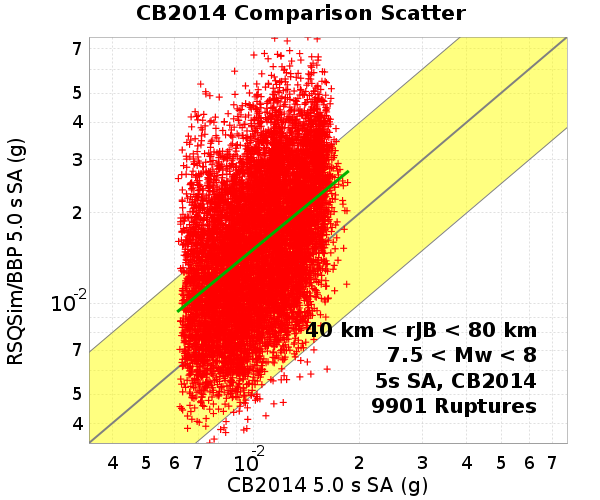 CB2014 Comparison Scatter
RSQSim/BBP 5.0 s SA (g)
7
5
4
3
2
10-2
7
5
4
40 km < rJB < 80 km
7.5 < Mw < 8
5s SA, CB2014
9901 Ruptures
4 5 6 7 10-2 2 3 4 5 6 7
CB2014 5.0 s SA (g)